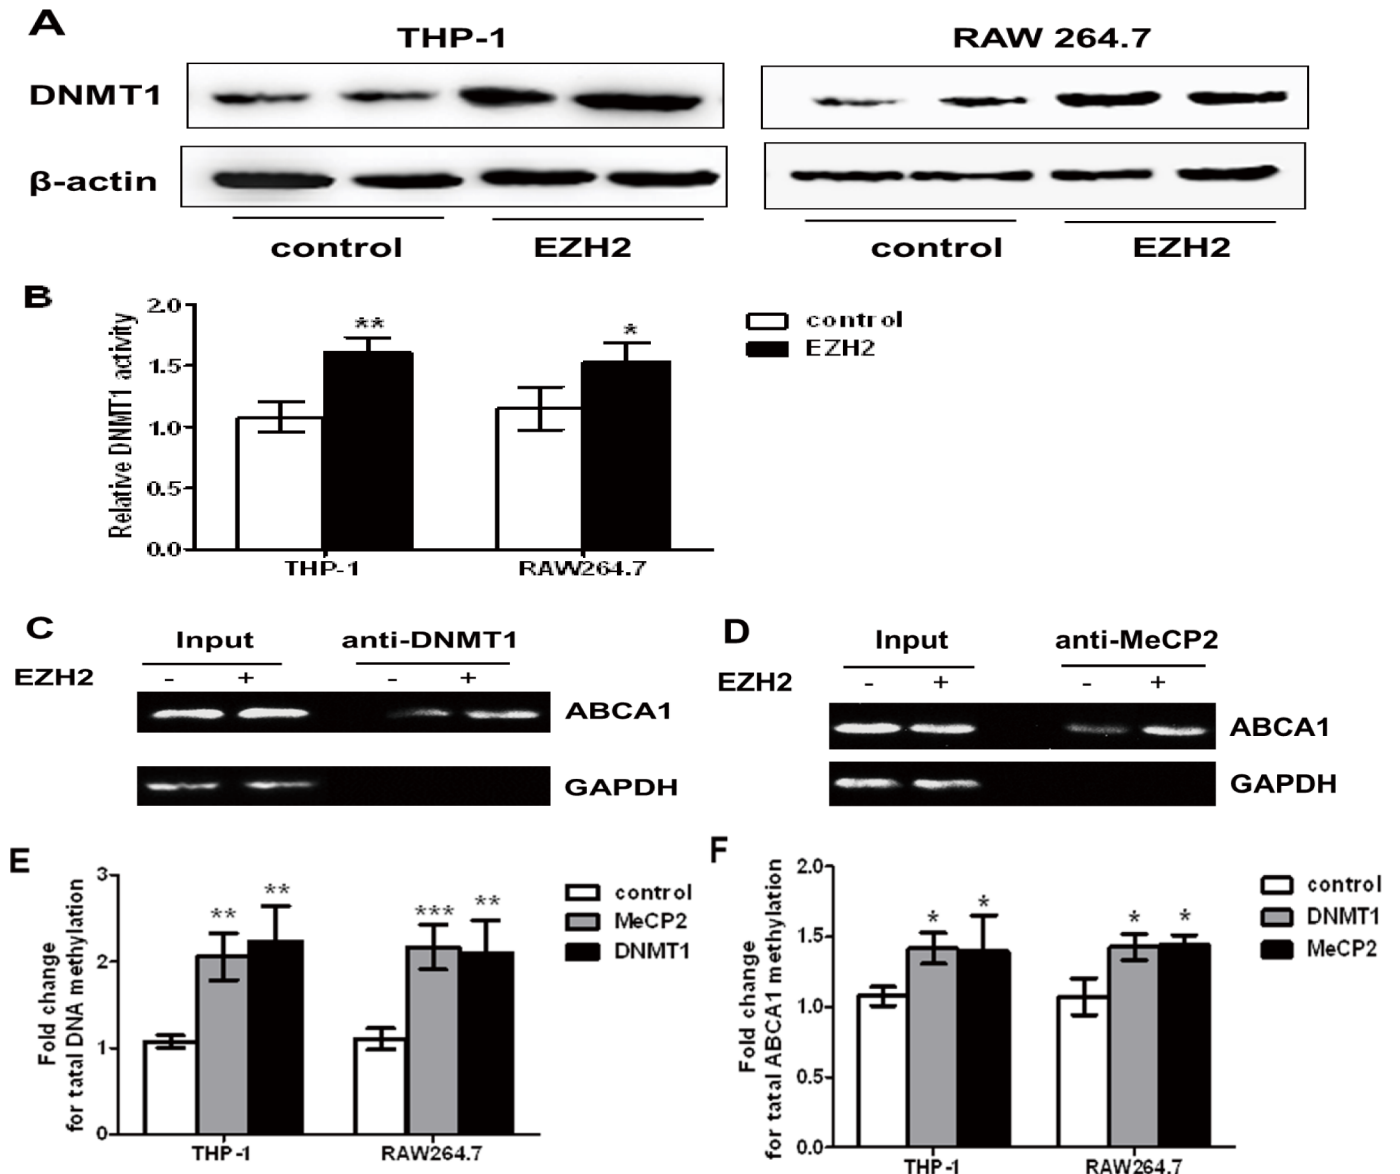 A
THP-1
RAW 264.7
DNMT1
β-actin
control
EZH2
control
EZH2
B
Relative DNMT1 activity
2.0
1.5
1.0
0.5
0.0
**
*
THP-1
RAW264.7
control
EZH2
C
Input
anti-DNMT1
EZH2
- + - +
ABCA1
GAPDH
D
Input
anti-MeCP2
EZH2
- + - +
ABCA1
GAPDH
E
Fold change
for tatal DNA methylation
3
2
1
0
**
**
***
**
THP-1
RAW264.7
control
MeCP2
DNMT1
F
Fold change
for tatal ABCA1 methylation
2.0
1.5
1.0
0.5
0.0
*
*
*
*
THP-1
RAW264.7
control
DNMT1
MeCP2